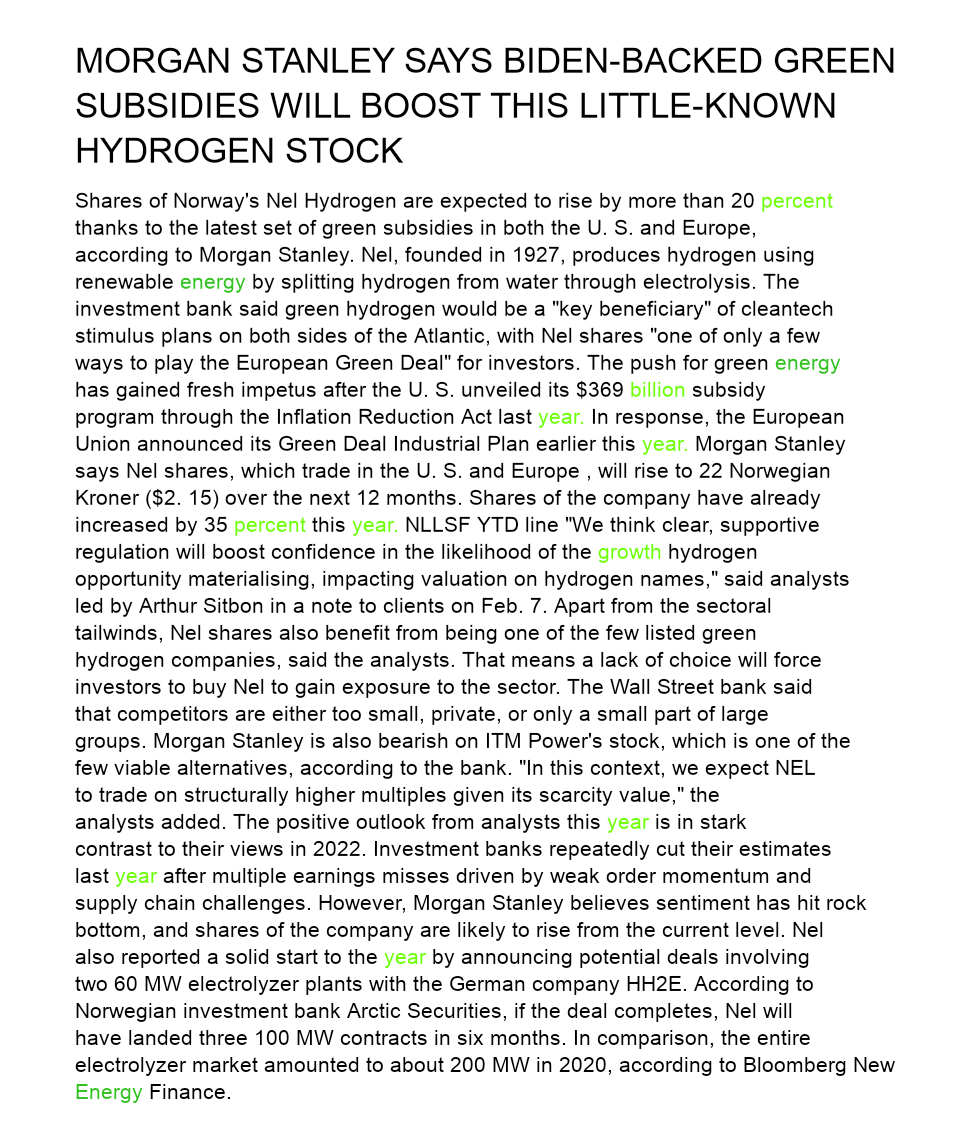 MORGAN STANLEY SAYS BIDEN-BACKED GREEN
SUBSIDIES WILL BOOST THIS LITTLE-KNOWN
HYDROGEN STOCK
Shares of Norway's Nel Hydrogen are expected to rise by more than 20 percent
thanks to the latest set of green subsidies in both the U. S. and Europe,
according to Morgan Stanley. Nel, founded in 1927, produces hydrogen using
renewable energy by splitting hydrogen from water through electrolysis. The
investment bank said green hydrogen would be a "key beneficiary" of cleantech
stimulus plans on both sides of the Atlantic, with Nel shares "one of only a few
ways to play the European Green Deal" for investors. The push for green energy
has gained fresh impetus after the U. S. unveiled its $369 billion subsidy
program through the Inflation Reduction Act last year. In response, the European
Union announced its Green Deal Industrial Plan earlier this year. Morgan Stanley
says Nel shares, which trade in the U. S. and Europe , will rise to 22 Norwegian
Kroner ($2. 15) over the next 12 months. Shares of the company have already
increased by 35 percent this year. NLLSF YTD line "We think clear, supportive
regulation will boost confidence in the likelihood of the growth hydrogen
opportunity materialising, impacting valuation on hydrogen names," said analysts
led by Arthur Sitbon in a note to clients on Feb. 7. Apart from the sectoral
tailwinds, Nel shares also benefit from being one of the few listed green
hydrogen companies, said the analysts. That means a lack of choice will force
investors to buy Nel to gain exposure to the sector. The Wall Street bank said
that competitors are either too small, private, or only a small part of large
groups. Morgan Stanley is also bearish on ITM Power's stock, which is one of the
few viable alternatives, according to the bank. "In this context, we expect NEL
to trade on structurally higher multiples given its scarcity value," the
analysts added. The positive outlook from analysts this year is in stark
contrast to their views in 2022. Investment banks repeatedly cut their estimates
last year after multiple earnings misses driven by weak order momentum and
supply chain challenges. However, Morgan Stanley believes sentiment has hit rock
bottom, and shares of the company are likely to rise from the current level. Nel
also reported a solid start to the year by announcing potential deals involving
two 60 MW electrolyzer plants with the German company HH2E. According to
Norwegian investment bank Arctic Securities, if the deal completes, Nel will
have landed three 100 MW contracts in six months. In comparison, the entire
electrolyzer market amounted to about 200 MW in 2020, according to Bloomberg New
Energy Finance.